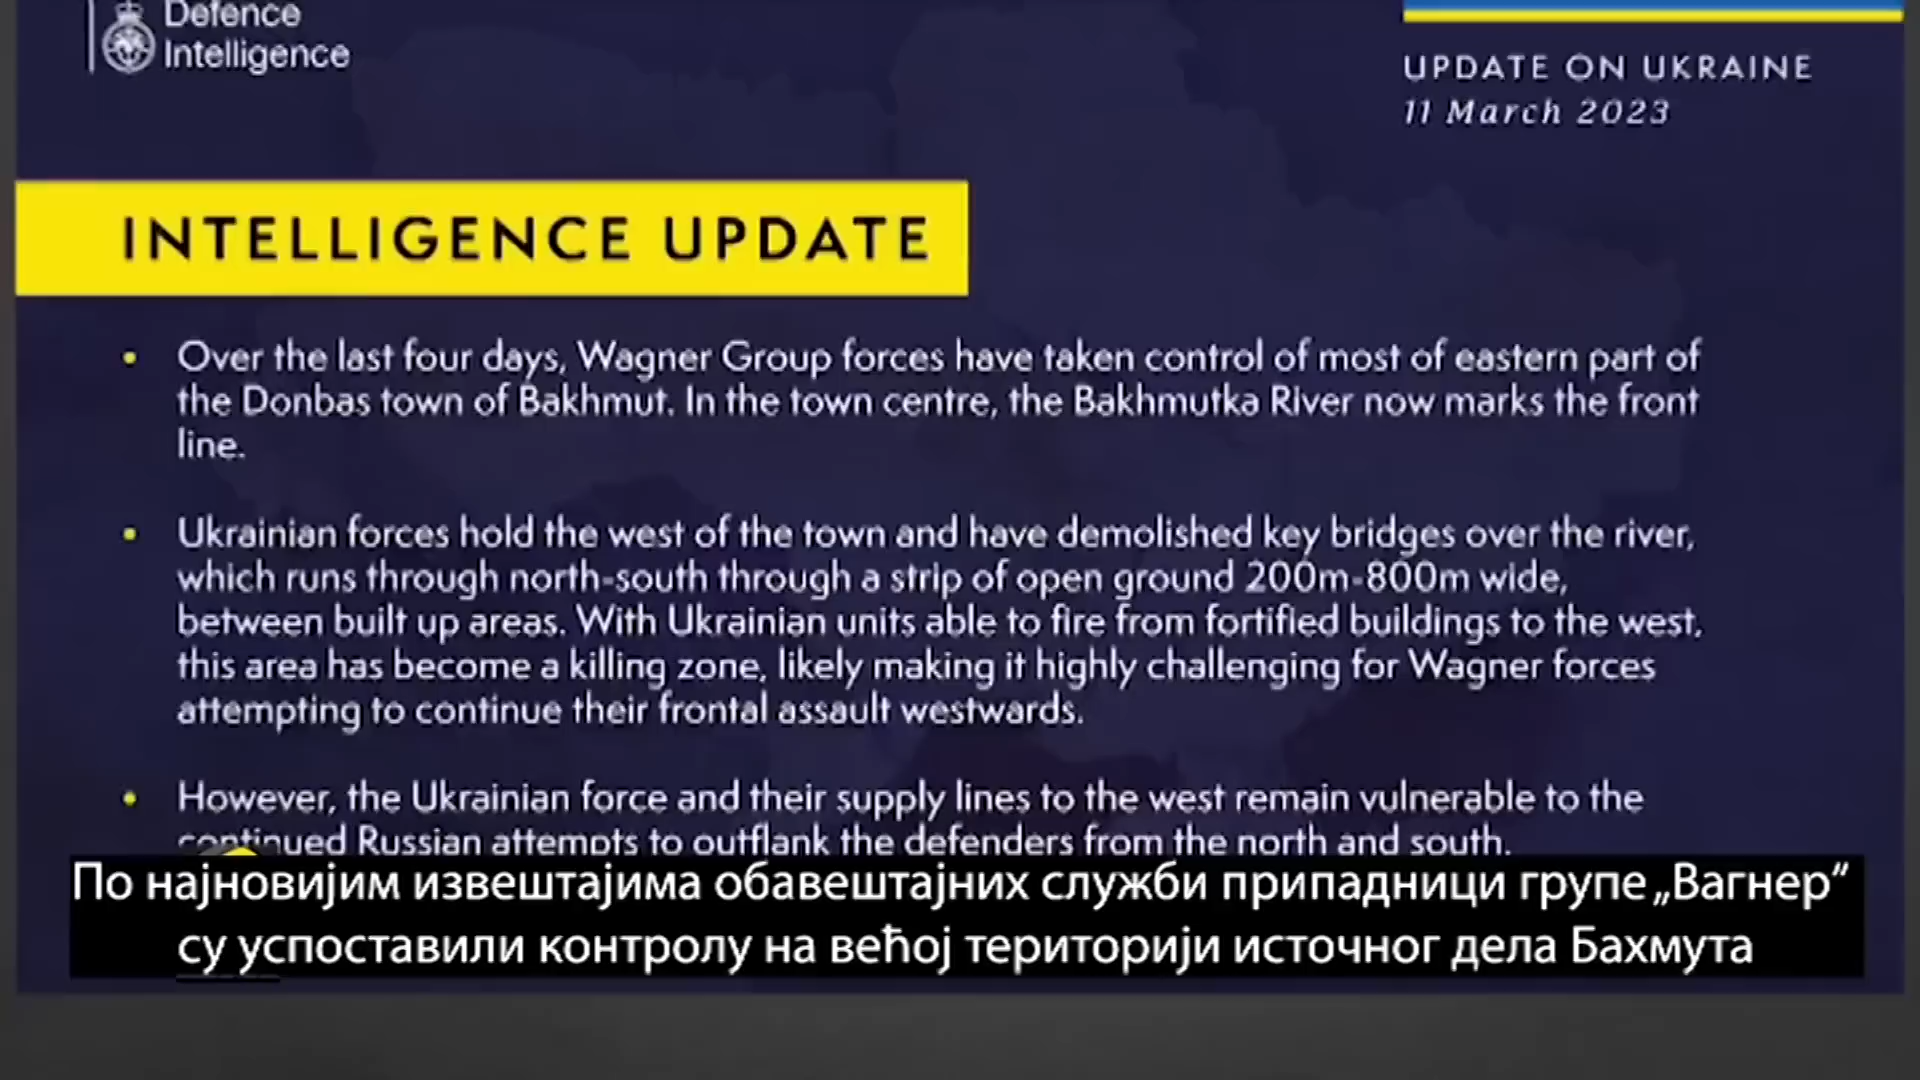 Defence
Intelligence
UPDATE ON UKRAINE
11 March 2023
INTELLIGENCE UPDATE
• Over the last four days, Wagner Group forces have taken control of most of eastern part of
the Donbas town of Bakhmut. In the town centre, the Bakhmutka River now marks the front
line.
• Ukrainian forces hold the west of the town and have demolished key bridges over the river,
which runs through north-south through a strip of open ground 200m-800m wide,
between built up areas. With Ukrainian units able to fire from fortified buildings to the west,
this area has become a killing zone, likely making it highly challenging for Wagner forces
attempting to continue their frontal assault westwards.
• However, the Ukrainian force and their supply lines to the west remain vulnerable to the
continued Russian attempts to outflank the defenders from the north and south.
По најновијим извештајима обавештајних служби припадници групе „Вагнер“
су успоставили контролу на већој територији источног дела Бахмута